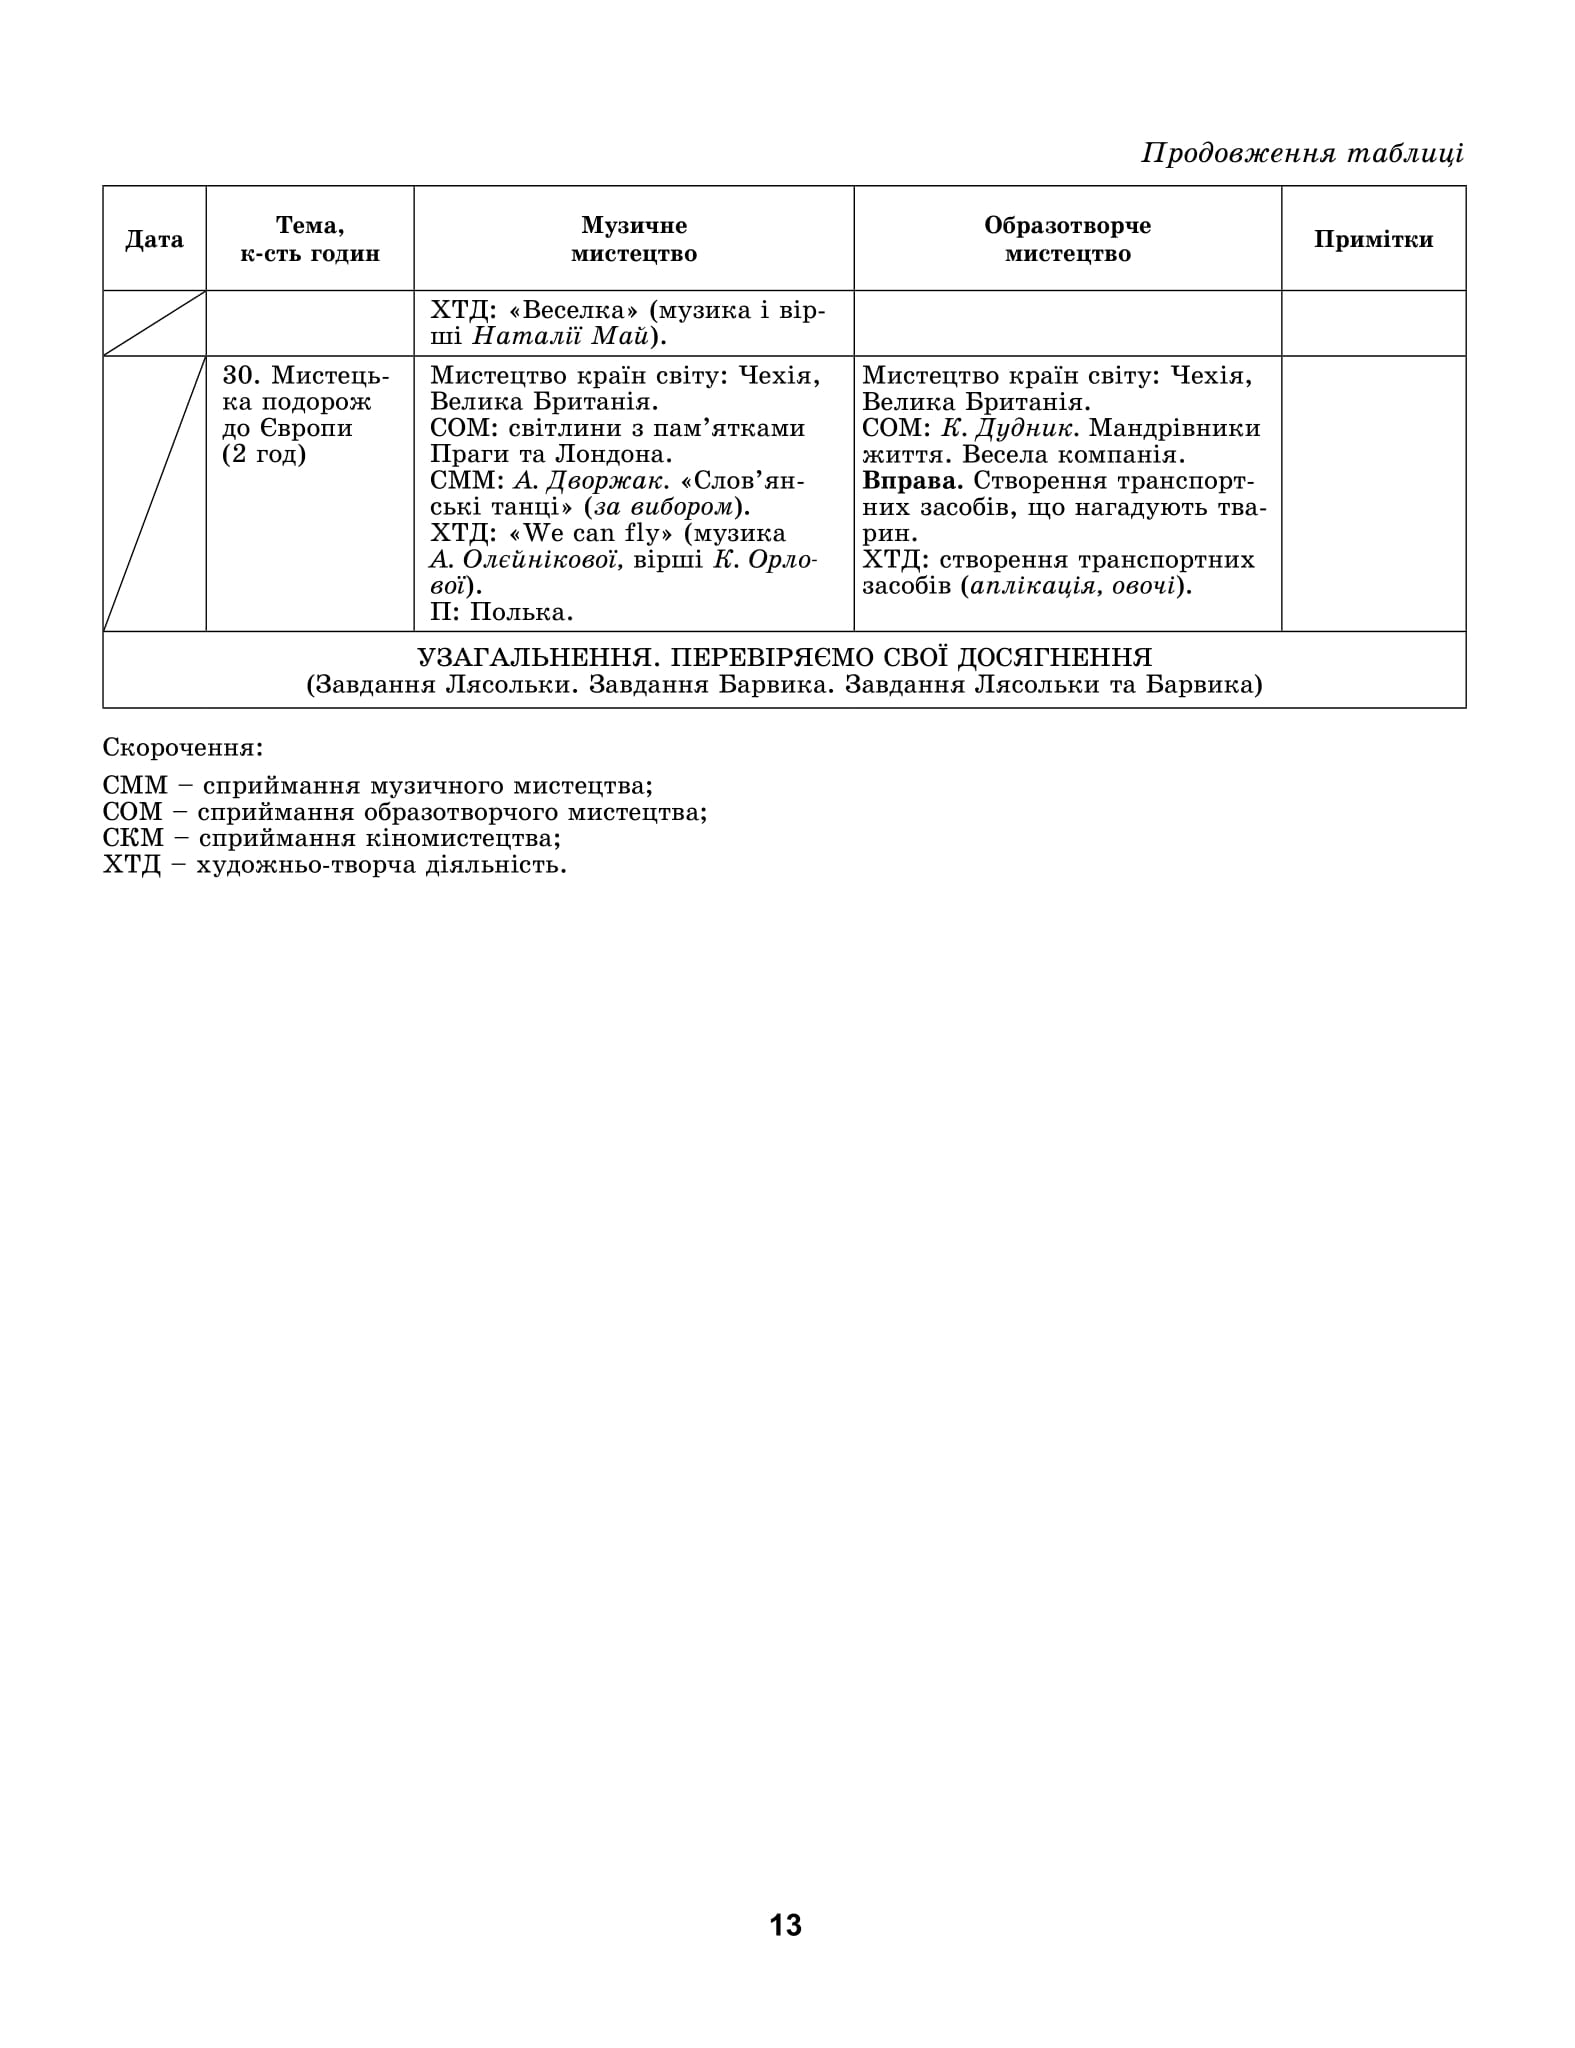 Продовження таблиці
Дата
Тема,
к-сть годин
Музичне
мистецтво
Образотворче
мистецтво
Примітки
ХТД: «Веселка» (музика і вір-
ші Наталії Май).
30. Мистець-
ка подорож
до Європи
(2 год)
Мистецтво країн світу: Чехія,
Велика Британія.
СОМ: світлини з пам’ятками
Праги та Лондона.
СММ: А. Дворжак. «Слов’ян-
ські танці» (за вибором).
ХТД: «We can fly» (музика
А. Олєйнікової, вірші К. Орло-
вої).
П: Полька.
Мистецтво країн світу: Чехія,
Велика Британія.
СОМ: К. Дудник. Мандрівники
життя. Весела компанія.
Вправа. Створення транспорт-
них засобів, що нагадують тва-
рин.
ХТД: створення транспортних
засобів (аплікація, овочі).
УЗАГАЛЬНЕННЯ. ПЕРЕВІРЯЄМО СВОЇ ДОСЯГНЕННЯ
(Завдання Лясольки. Завдання Барвика. Завдання Лясольки та Барвика)
Скорочення:
СММ – сприймання музичного мистецтва;
СОМ – сприймання образотворчого мистецтва;
СКМ – сприймання кіномистецтва;
ХТД – художньо-творча діяльність.
13